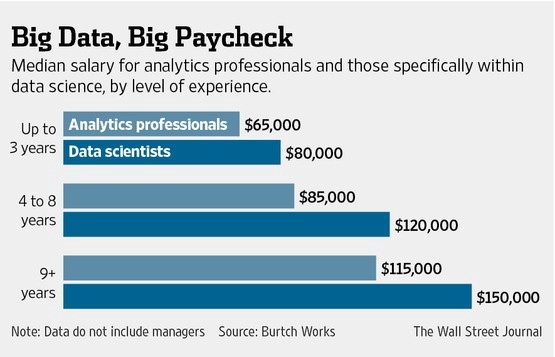 Big Data, Big Paycheck
Median salary for analytics professionals and those specifically within
data science, by level of experience.
Up to
3 years
Analytics professionals $65,000
Data scientists $80,000
4 to 8
years
$85,000
$120,000
9+
years
$115,000
$150,000
Note: Data do not include managers Source: Burtch Works The Wall Street Journal